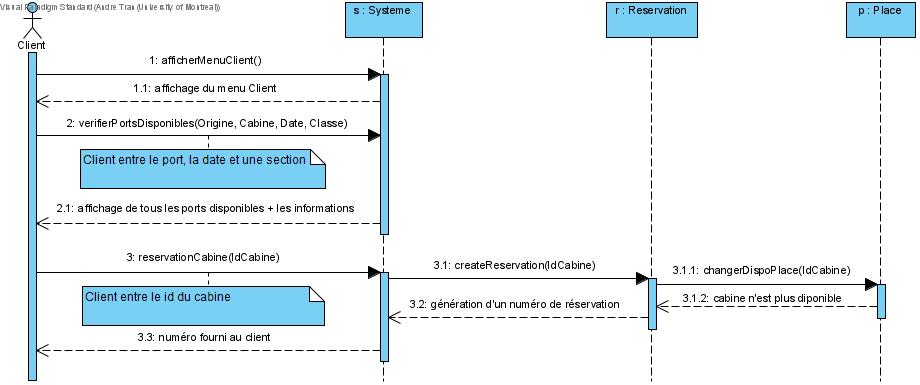 Visual Paradigm Standard (Andre Tran (University of Montreal))
s : Systeme
r : Reservation
p : Place
Client
1: afficherMenuClient()
1.1: affichage du menu Client
2: verifierPortsDisponibles(Origine, Cabine, Date, Classe)
Client entre le port, la date et une section
2.1: affichage de tous les ports disponibles + les informations
3: reservationCabine(IdCabine)
3.1: createReservation(IdCabine)
3.1.1: changerDispoPlace(IdCabine)
Client entre le id du cabine
3.2: génération d'un numéro de réservation
3.1.2: cabine n'est plus diponible
3.3: numéro fourni au client